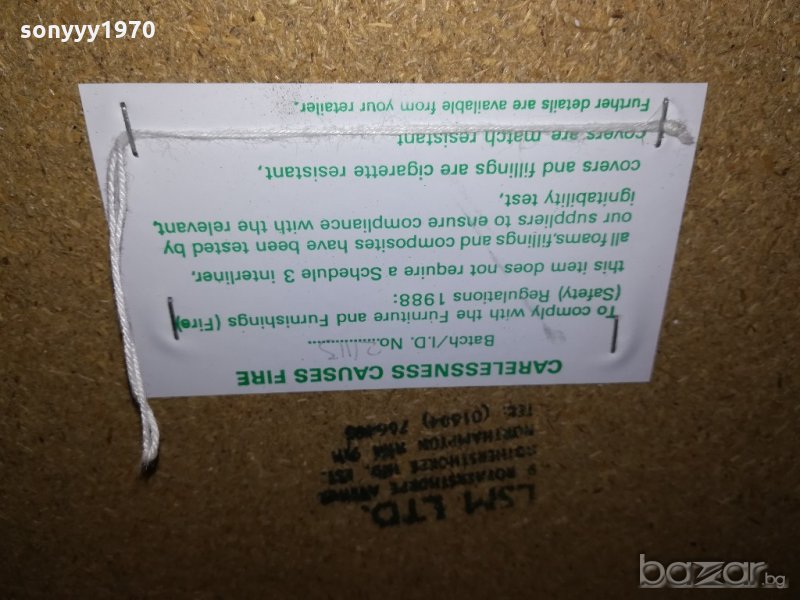 sonyyy1970
CARELESSNESS CAUSES FIRE
Batch/I.D. No.
To comply with the Furniture and Furnishings (Fire)
(Safety) Regulations 1988:
this item does not require a Schedule 3 interliner,
all foams,fillings and composites have been tested by
our suppliers to ensure compliance with the relevant
ignitability test,
covers and fillings are cigarette resistant,
covers are match resistant
Further details are available from your retailer.
LSM LTD.
NORTHAMPTON
bazar.bg